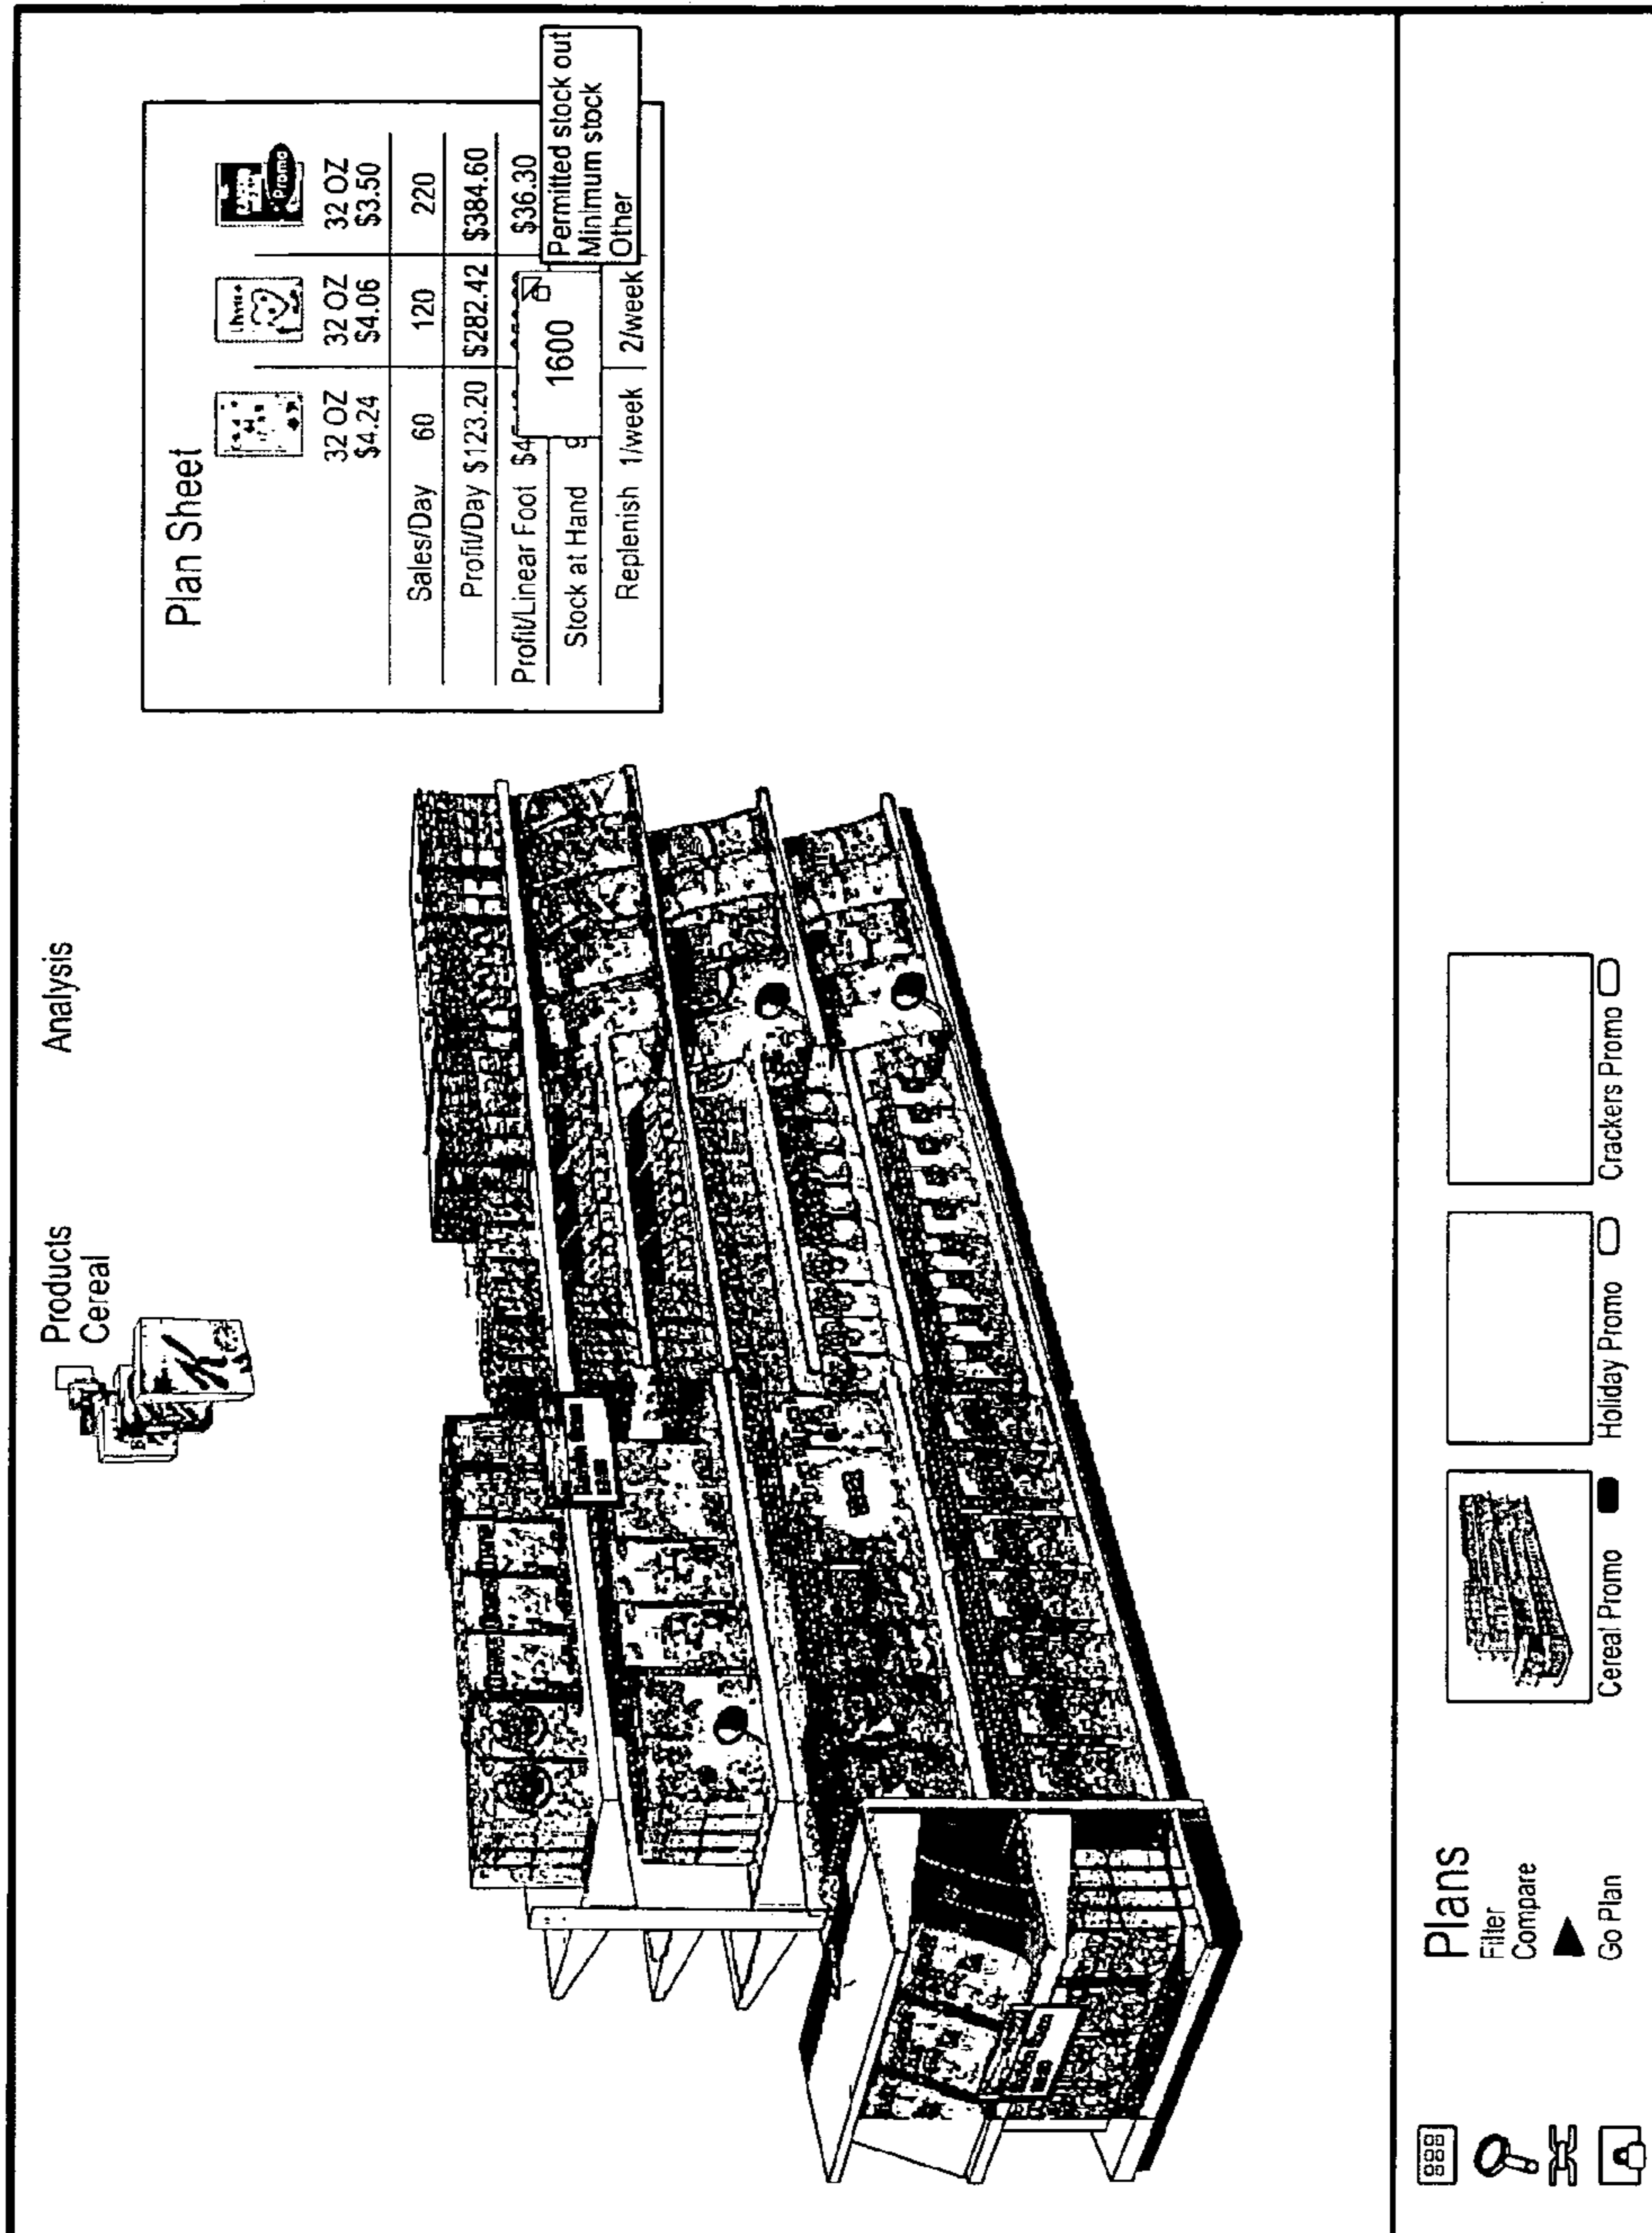 Products
Cereal
Analysis
Plan Sheet
Promo
32 OZ 32 OZ 32 OZ
$4.24 $4.06 $3.50
Sales/Day 60 120 220
Profit/Day $123.20 $282.42 $384.60
Profit/Linear Foot $4 $36.30
Stock at Hand
1600
Permitted stock out
Minimum stock
Other
Replenish 1/week 2/week
Plans
Filter
Compare
Go Plan
Cereal Promo
Holiday Promo
Crackers Promo